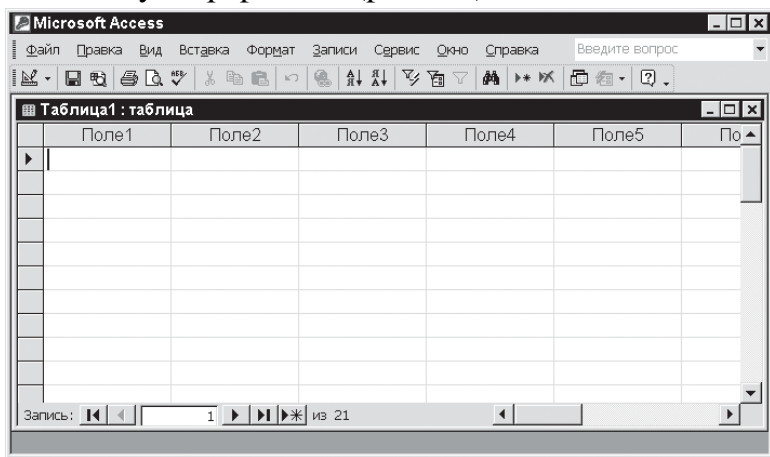 Microsoft Access
Файл Правка Вид Вставка Формат Записи Сервис Окно Справка Введите вопрос
Таблица1 : таблица
Поле1 Поле2 Поле3 Поле4 Поле5 По
Запись: 1 из 21